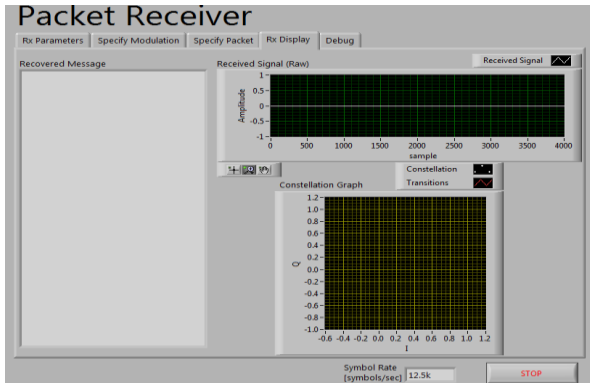 Packet Receiver
Rx Parameters Specify Modulation Specify Packet Rx Display Debug
Recovered Message
Received Signal (Raw)
Received Signal
Amplitude
1
0.5
0
-0.5
-1
0 500 1000 1500 2000 2500 3000 3500 4000
sample
Constellation
Transitions
Constellation Graph
Q
1.2
1.0
0.8
0.6
0.4
0.2
0.0
-0.2
-0.4
-0.6
-0.8
-1.0
-0.6 -0.4 -0.2 0.0 0.2 0.4 0.6 0.8 1.0 1.2
I
Symbol Rate
[symbols/sec] 12.5k
STOP